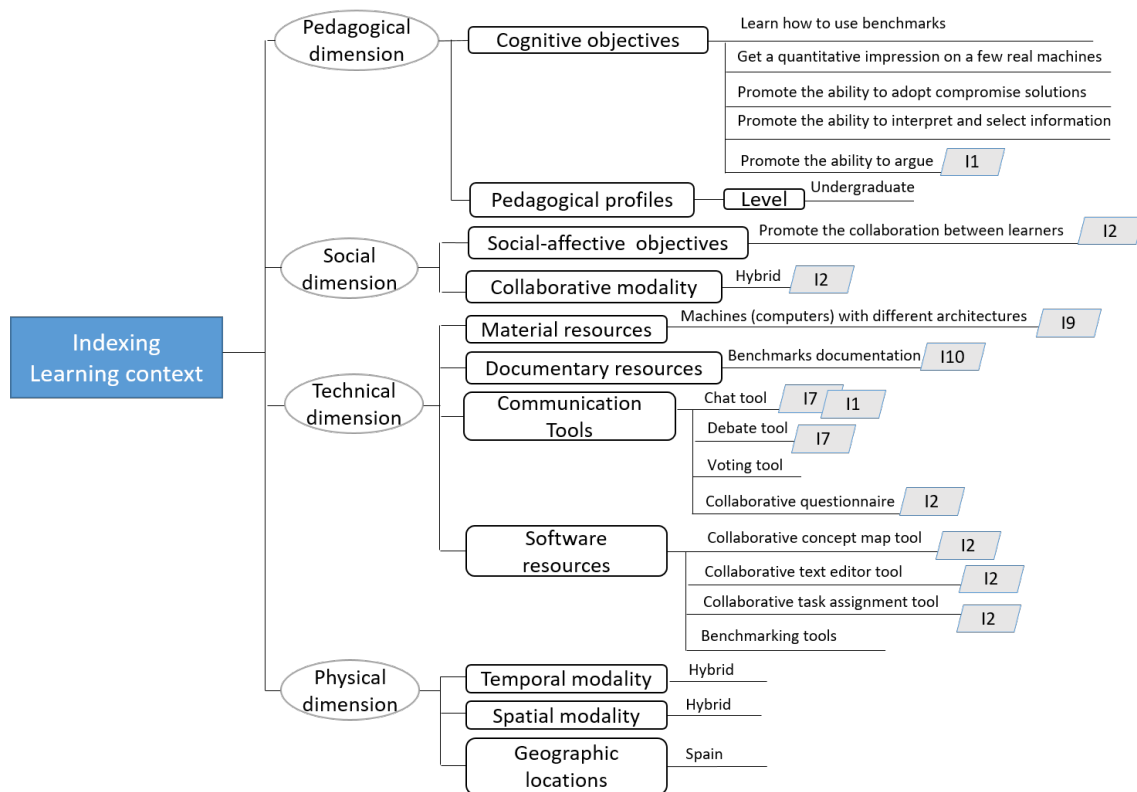 Indexing
Learning context
Pedagogical
dimension
Cognitive objectives
Learn how to use benchmarks
Get a quantitative impression on a few real machines
Promote the ability to adopt compromise solutions
Promote the ability to interpret and select information
Promote the ability to argue
I1
Pedagogical profiles
Level
Undergraduate
Social
dimension
Social-affective objectives
Promote the collaboration between learners
I2
Collaborative modality
Hybrid
I2
Technical
dimension
Material resources
Machines (computers) with different architectures
I9
Documentary resources
Benchmarks documentation
I10
Communication
Tools
Chat tool
I7
I1
Debate tool
I7
Voting tool
Collaborative questionnaire
I2
Software
resources
Collaborative concept map tool
I2
Collaborative text editor tool
I2
Collaborative task assignment tool
I2
Benchmarking tools
Physical
dimension
Temporal modality
Hybrid
Spatial modality
Hybrid
Geographic
locations
Spain